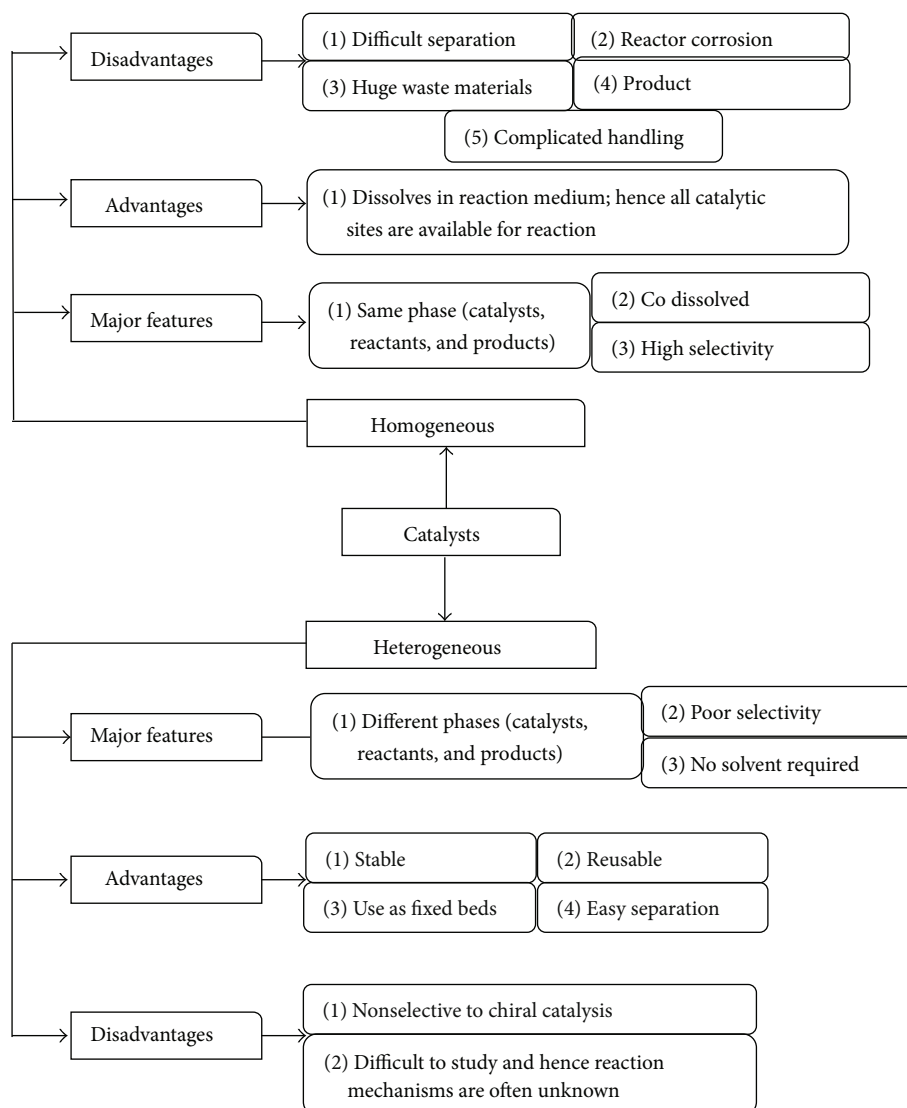 Disadvantages
(1) Difficult separation
(2) Reactor corrosion
(3) Huge waste materials
(4) Product
(5) Complicated handling
Advantages
(1) Dissolves in reaction medium; hence all catalytic
sites are available for reaction
Major features
(1) Same phase (catalysts,
reactants, and products)
(2) Co dissolved
(3) High selectivity
Homogeneous
Catalysts
Heterogeneous
Major features
(1) Different phases (catalysts,
reactants, and products)
(2) Poor selectivity
(3) No solvent required
Advantages
(1) Stable
(2) Reusable
(3) Use as fixed beds
(4) Easy separation
Disadvantages
(1) Nonselective to chiral catalysis
(2) Difficult to study and hence reaction
mechanisms are often unknown